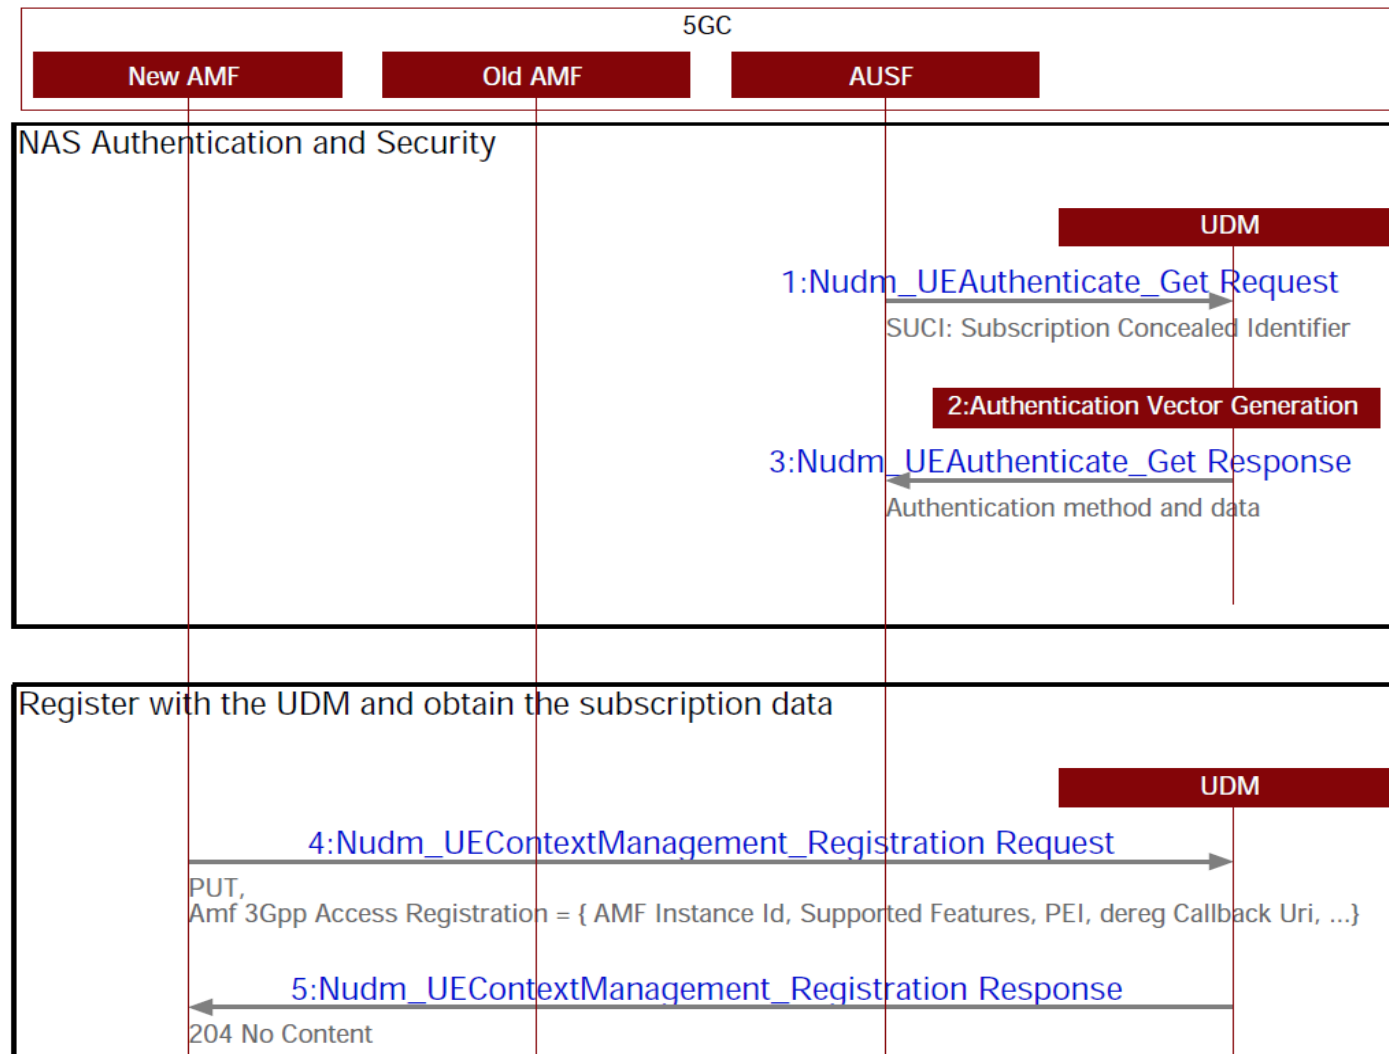 5GC
New AMF
Old AMF
AUSF
NAS Authentication and Security
UDM
1:Nudm_UEAuthenticate_Get Request
SUCI: Subscription Concealed Identifier
2:Authentication Vector Generation
3:Nudm_UEAuthenticate_Get Response
Authentication method and data
Register with the UDM and obtain the subscription data
UDM
4:Nudm_UEContextManagement_Registration Request
PUT,
Amf 3Gpp Access Registration = { AMF Instance Id, Supported Features, PEI, dereg Callback Uri, ...}
5:Nudm_UEContextManagement_Registration Response
204 No Content